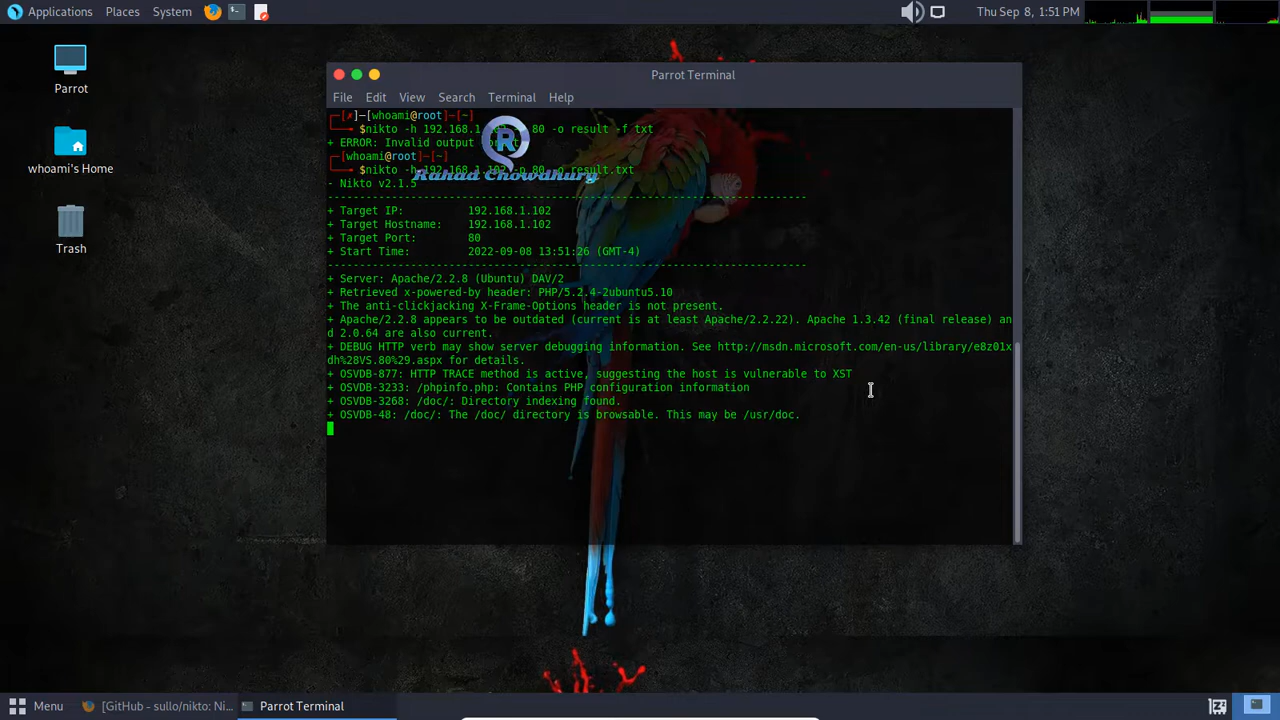 Applications Places System
Thu Sep 8, 1:51 PM
Parrot
whoami's Home
Trash
Parrot Terminal
File Edit View Search Terminal Help
┌─[✗]─[whoami@root]─[~]
└──╼ $nikto -h 192.168.1. 80 -o result -f txt
+ ERROR: Invalid output
┌─[whoami@root]─[~]
└──╼ $nikto -h 192.168.1.102 -p 80 -o result.txt
R
Rahad Chowdhury
- Nikto v2.1.5
---------------------------------------------------------------------------
+ Target IP: 192.168.1.102
+ Target Hostname: 192.168.1.102
+ Target Port: 80
+ Start Time: 2022-09-08 13:51:26 (GMT-4)
---------------------------------------------------------------------------
+ Server: Apache/2.2.8 (Ubuntu) DAV/2
+ Retrieved x-powered-by header: PHP/5.2.4-2ubuntu5.10
+ The anti-clickjacking X-Frame-Options header is not present.
+ Apache/2.2.8 appears to be outdated (current is at least Apache/2.2.22). Apache 1.3.42 (final release) an
d 2.0.64 are also current.
+ DEBUG HTTP verb may show server debugging information. See http://msdn.microsoft.com/en-us/library/e8z01x
dh%28VS.80%29.aspx for details.
+ OSVDB-877: HTTP TRACE method is active, suggesting the host is vulnerable to XST
+ OSVDB-3233: /phpinfo.php: Contains PHP configuration information
+ OSVDB-3268: /doc/: Directory indexing found.
+ OSVDB-48: /doc/: The /doc/ directory is browsable. This may be /usr/doc.
Menu [GitHub - sullo/nikto: Ni... Parrot Terminal